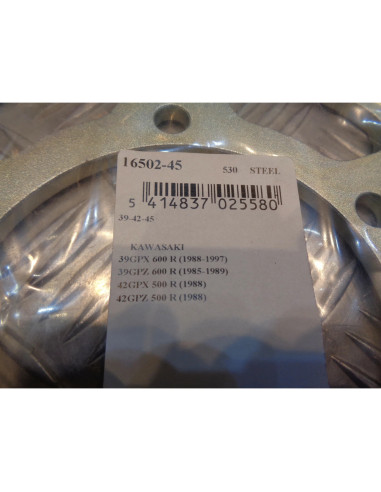 16502-45 530 STEEL
5 414837 025580
39-42-45
KAWASAKI
39GPX 600 R (1988-1997)
39GPZ 600 R (1985-1989)
42GPX 500 R (1988)
42GPZ 500 R (1988)